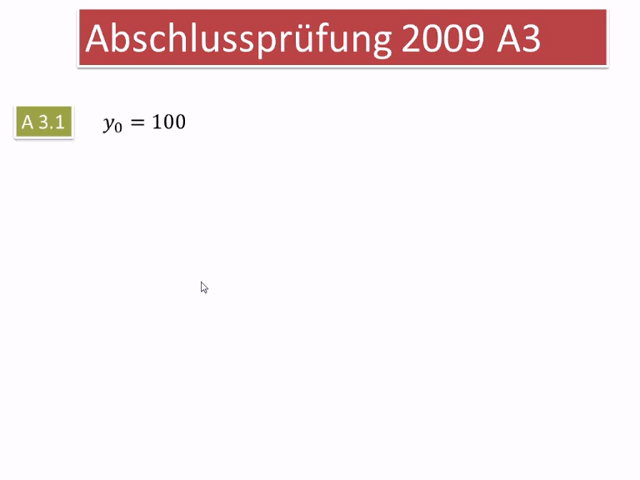 Abschlussprüfung 2009 A3
A 3.1 y₀ = 100